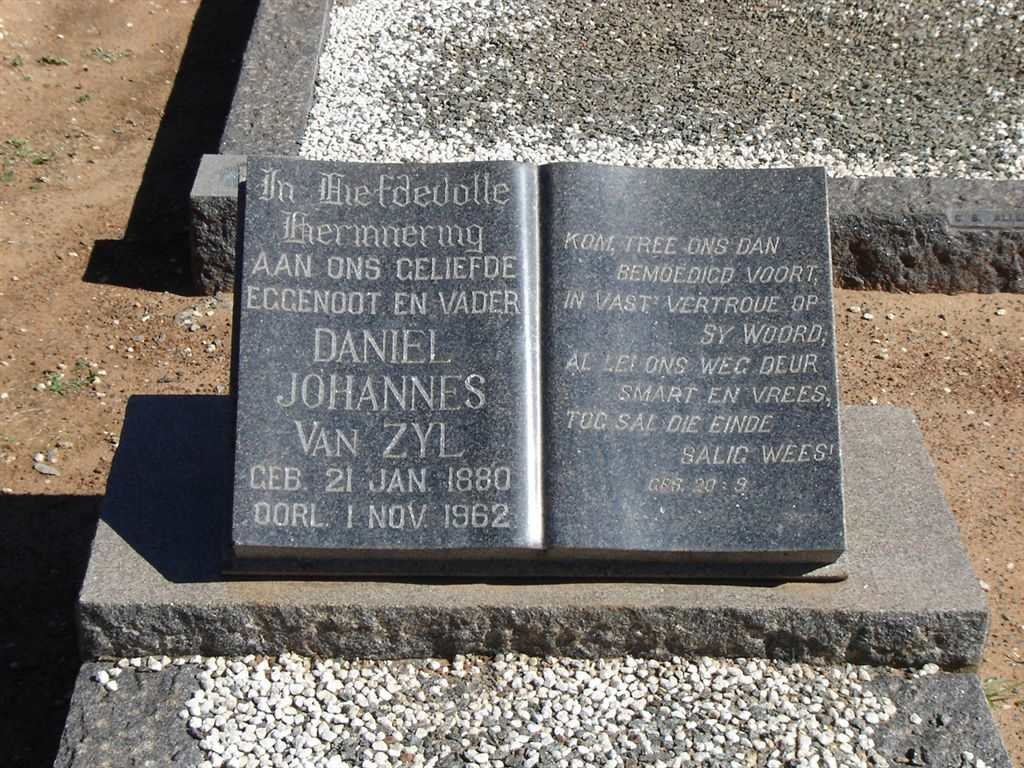 In Liefdevolle
Herinnering
AAN ONS GELIEFDE
EGGENOOT EN VADER
DANIEL
JOHANNES
VAN ZYL
GEB. 21 JAN. 1880
OORL. 1 NOV. 1962
KOM, TREE ONS DAN
BEMOEDIGD VOORT,
IN VAST' VERTROUE OP
SY WOORD,
AL LEI ONS WEG DEUR
SMART EN VREES,
TOG SAL DIE EINDE
SALIG WEES!
GES. 20 : 9